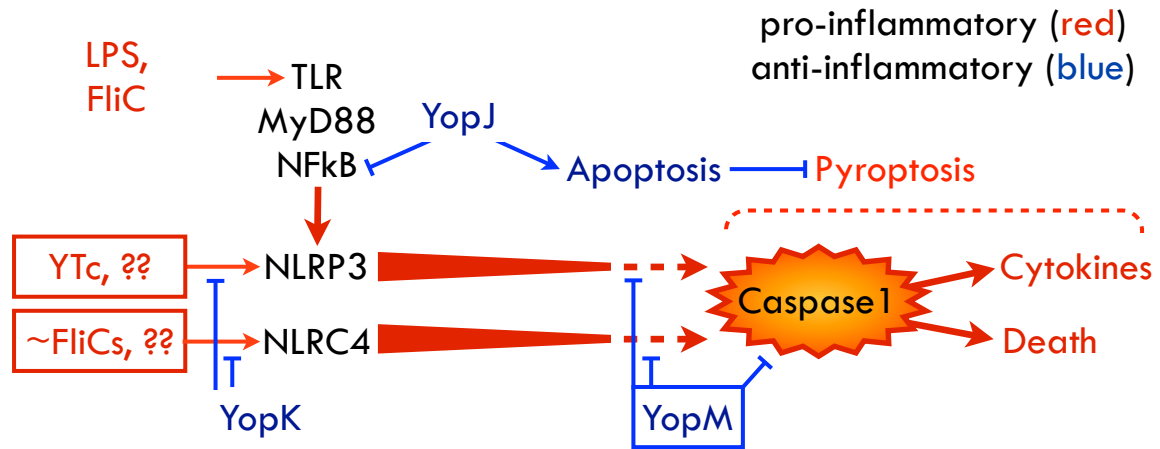 pro-inflammatory (red)
anti-inflammatory (blue)
LPS,
FliC
TLR
MyD88
NFkB
YopJ
Apoptosis
Pyroptosis
YTc, ??
NLRP3
Caspase1
Cytokines
~FliCs, ??
NLRC4
Death
YopK
YopM